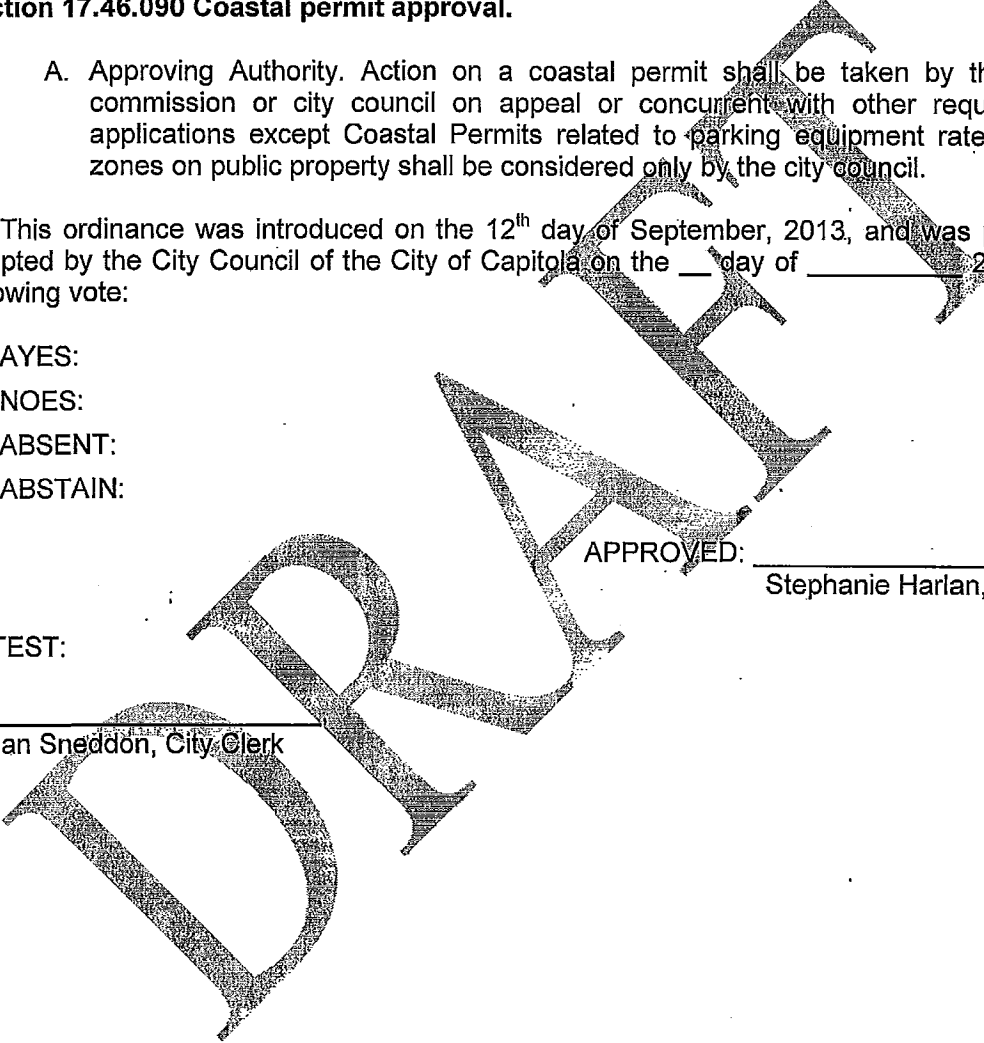 ction 17.46.090 Coastal permit approval.
A. Approving Authority. Action on a coastal permit shall be taken by th
commission or city council on appeal or concurrent with other requ
applications except Coastal Permits related to parking equipment rate
zones on public property shall be considered only by the city council.
This ordinance was introduced on the 12th day of September, 2013, and was
pted by the City Council of the City of Capitola on the __ day of __________ 2
owing vote:
AYES:
NOES:
ABSENT:
ABSTAIN:
APPROVED: __________
Stephanie Harlan,
TEST:
an Sneddon, City Clerk
DRAFT